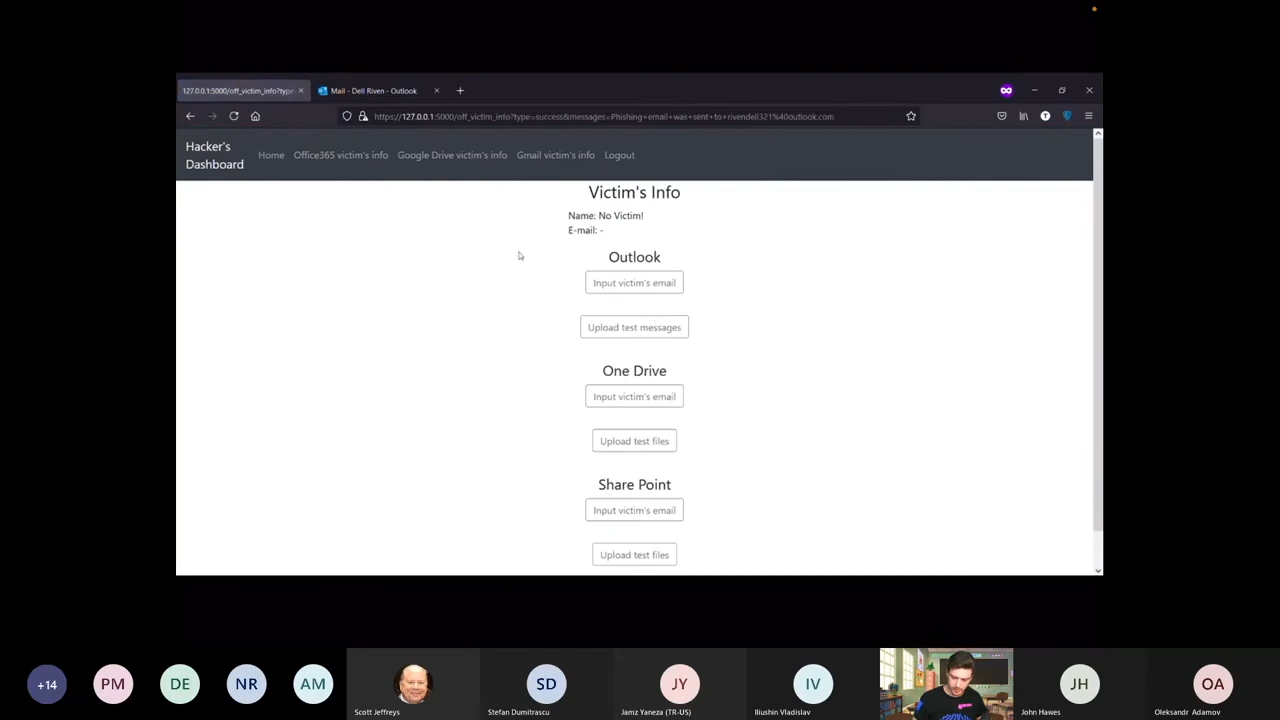 127.0.0.1:5000/off_victim_info?type=
Mail - Dell Riven - Outlook
https://127.0.0.1:5000/off_victim_info?type=success&messages=Phishing+email+was+sent+to+rivendell321%40outlook.com
Hacker's
Dashboard
Home
Office365 victim's info
Google Drive victim's info
Gmail victim's info
Logout
Victim's Info
Name: No Victim!
E-mail: -
Outlook
Input victim's email
Upload test messages
One Drive
Input victim's email
Upload test files
Share Point
Input victim's email
Upload test files
+14
PM
DE
NR
AM
Scott Jeffreys
SD
Stefan Dumitrascu
JY
Jamz Yaneza (TR-US)
IV
Iliushin Vladislav
JH
John Hawes
OA
Oleksandr Adamov